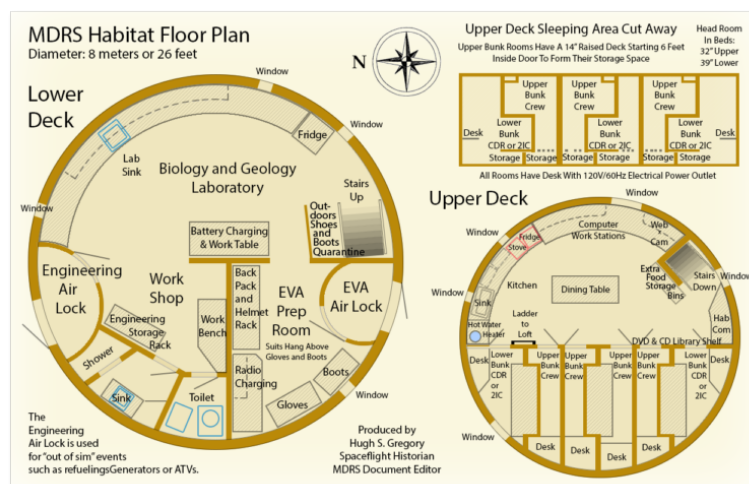 MDRS Habitat Floor Plan
Diameter: 8 meters or 26 feet
N
Upper Deck Sleeping Area Cut Away
Upper Bunk Rooms Have A 14" Raised Deck Starting 6 Feet
Inside Door To Form Their Storage Space
Head Room
In Beds:
32" Upper
39" Lower
Upper
Bunk
Crew
Upper
Bunk
Crew
Upper
Bunk
Crew
Desk
Lower
Bunk
CDR or
2IC
Lower
Bunk
CDR or
2IC
Lower
Bunk
CDR or
2IC
Desk
Storage
Storage
Storage
Storage
Storage
Storage
All Rooms Have Desk With 120V/60Hz Electrical Power Outlet
Lower
Deck
Window
Window
Window
Window
Fridge
Lab
Sink
Biology and Geology
Laboratory
Stairs
Up
Out-
doors
Shoes
and
Boots
Quarantine
Battery Charging
& Work Table
Engineering
Air
Lock
Work
Shop
Engineering
Storage
Rack
Work
Bench
Back
Pack
and
Helmet
Rack
EVA
Prep
Room
Suits Hang Above
Gloves and Boots
EVA
Air Lock
Shower
Sink
Toilet
Radio
Charging
Gloves
Boots
The
Engineering
Air Lock is used
for "out of sim" events
such as refuelingsGenerators or ATVs.
Produced by
Hugh S. Gregory
Spaceflight Historian
MDRS Document Editor
Upper Deck
Window
Window
Window
Window
Computer
Work Stations
Web
Cam
Fridge
Stove
Kitchen
Sink
Hot Water
Heater
Dining Table
Extra
Food
Storage
Bins
Stairs
Down
Hab
Com
Ladder
to
Loft
DVD & CD Library Shelf
Desk
Lower
Bunk
CDR
or
2IC
Upper
Bunk
Crew
Upper
Bunk
Crew
Upper
Bunk
Crew
Upper
Bunk
Crew
Lower
Bunk
CDR
or
2IC
Desk
Desk
Desk
Desk
Desk